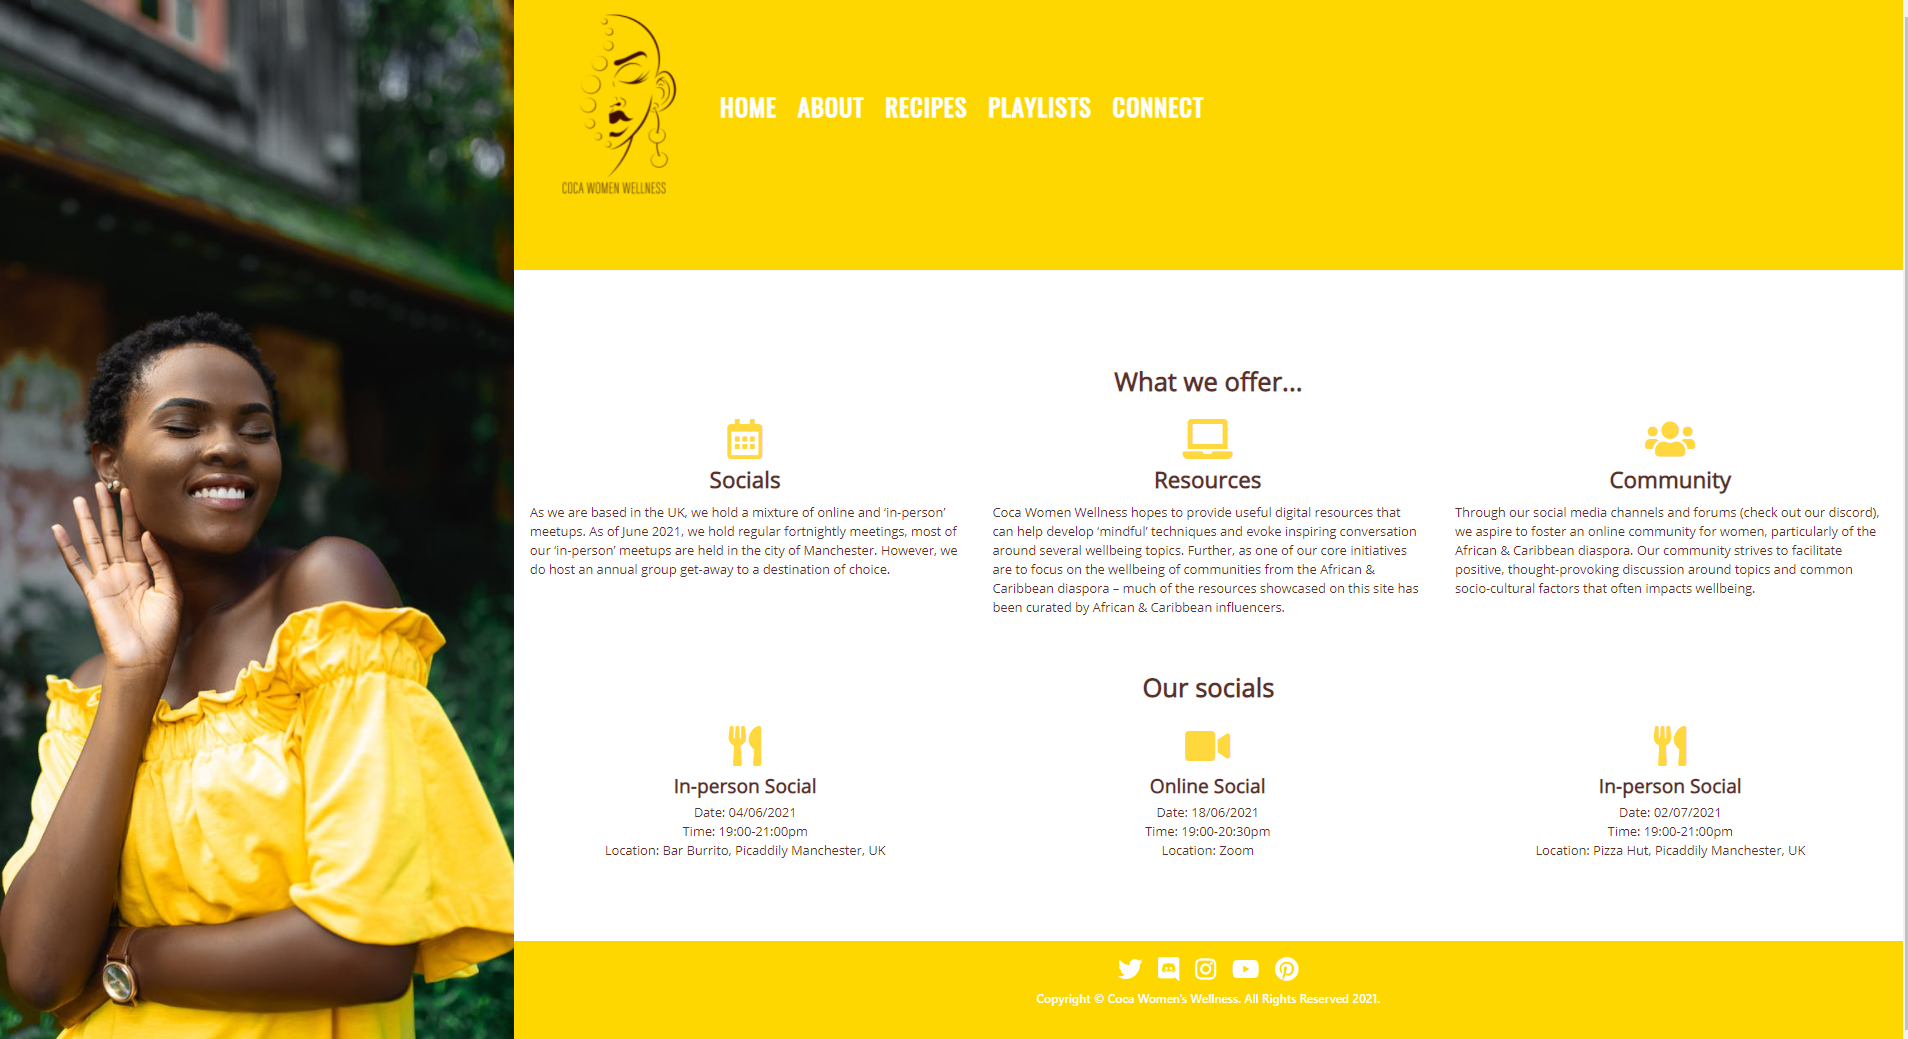 COCA WOMEN WELLNESS
HOME ABOUT RECIPES PLAYLISTS CONNECT
What we offer...
Socials
As we are based in the UK, we hold a mixture of online and ‘in-person’
meetups. As of June 2021, we hold regular fortnightly meetings, most of
our ‘in-person’ meetups are held in the city of Manchester. However, we
do host an annual group get-away to a destination of choice.
Resources
Coca Women Wellness hopes to provide useful digital resources that
can help develop ‘mindful’ techniques and evoke inspiring conversation
around several wellbeing topics. Further, as one of our core initiatives
are to focus on the wellbeing of communities from the African &
Caribbean diaspora – much of the resources showcased on this site has
been curated by African & Caribbean influencers.
Community
Through our social media channels and forums (check out our discord),
we aspire to foster an online community for women, particularly of the
African & Caribbean diaspora. Our community strives to facilitate
positive, thought-provoking discussion around topics and common
socio-cultural factors that often impacts wellbeing.
Our socials
In-person Social
Date: 04/06/2021
Time: 19:00-21:00pm
Location: Bar Burrito, Picaddily Manchester, UK
Online Social
Date: 18/06/2021
Time: 19:00-20:30pm
Location: Zoom
In-person Social
Date: 02/07/2021
Time: 19:00-21:00pm
Location: Pizza Hut, Picaddily Manchester, UK
Copyright © Coca Women's Wellness. All Rights Reserved 2021.